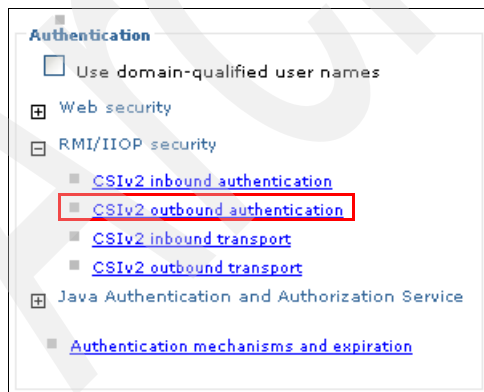 Authentication
Use domain-qualified user names
Web security
RMI/IIOP security
CSIv2 inbound authentication
CSIv2 outbound authentication
CSIv2 inbound transport
CSIv2 outbound transport
Java Authentication and Authorization Service
Authentication mechanisms and expiration